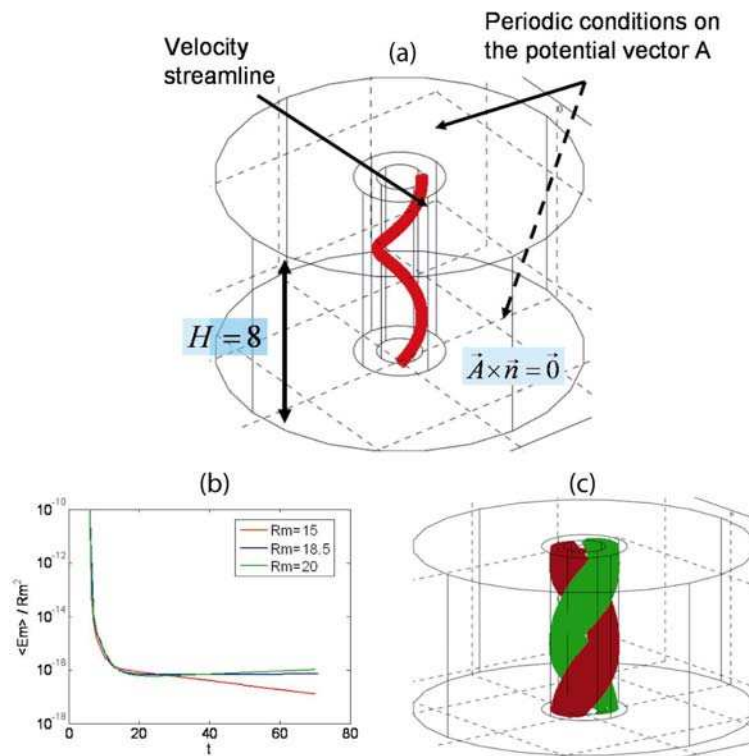 Velocity
streamline
(a)
Periodic conditions on
the potential vector A
H = 8
A⃗ × n⃗ = 0⃗
(b)
10⁻¹⁰
10⁻¹²
10⁻¹⁴
10⁻¹⁶
10⁻¹⁸
<Em> / Rm²
0 20 40 60 80
t
Rm= 15
Rm= 18.5
Rm= 20
(c)